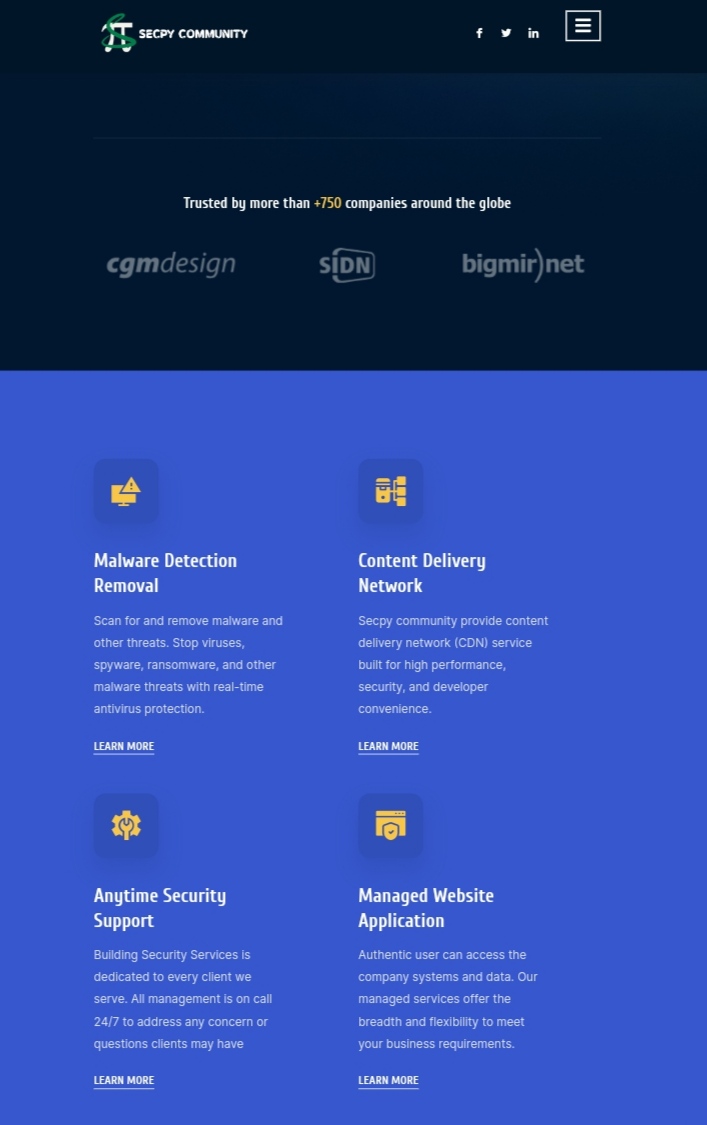 SECPY COMMUNITY
Trusted by more than +750 companies around the globe
cgmdesign
SIDN
bigmir)net
Malware Detection
Removal
Scan for and remove malware and
other threats. Stop viruses,
spyware, ransomware, and other
malware threats with real-time
antivirus protection.
LEARN MORE
Content Delivery
Network
Secpy community provide content
delivery network (CDN) service
built for high performance,
security, and developer
convenience.
LEARN MORE
Anytime Security
Support
Building Security Services is
dedicated to every client we
serve. All management is on call
24/7 to address any concern or
questions clients may have
LEARN MORE
Managed Website
Application
Authentic user can access the
company systems and data. Our
managed services offer the
breadth and flexibility to meet
your business requirements.
LEARN MORE